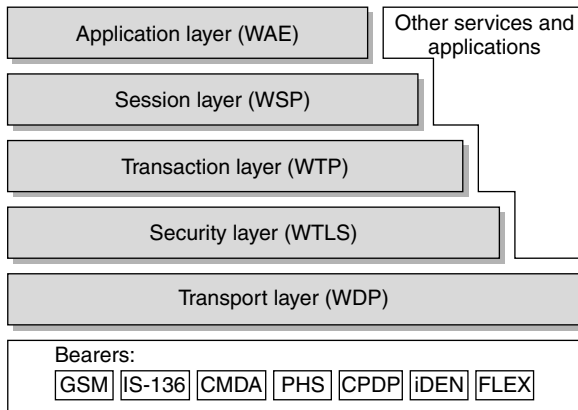 Application layer (WAE)
Other services and
applications
Session layer (WSP)
Transaction layer (WTP)
Security layer (WTLS)
Transport layer (WDP)
Bearers:
GSM IS-136 CMDA PHS CPDP iDEN FLEX